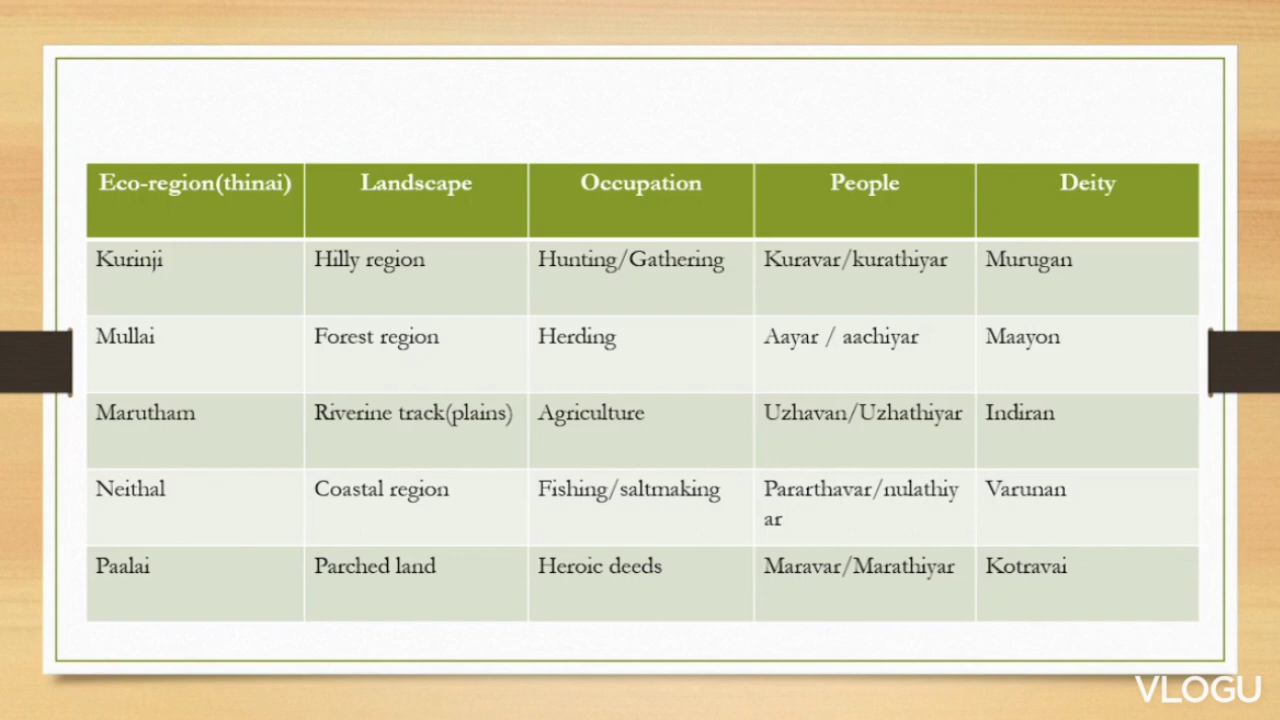 Eco-region(thinai) Landscape Occupation People Deity
Kurinji Hilly region Hunting/Gathering Kuravar/kurathiyar Murugan
Mullai Forest region Herding Aayar / aachiyar Maayon
Marutham Riverine track(plains) Agriculture Uzhavan/Uzhathiyar Indiran
Neithal Coastal region Fishing/saltmaking Pararthavar/nulathiy Varunan
ar
Paalai Parched land Heroic deeds Maravar/Marathiyar Kotravai
VLOGU